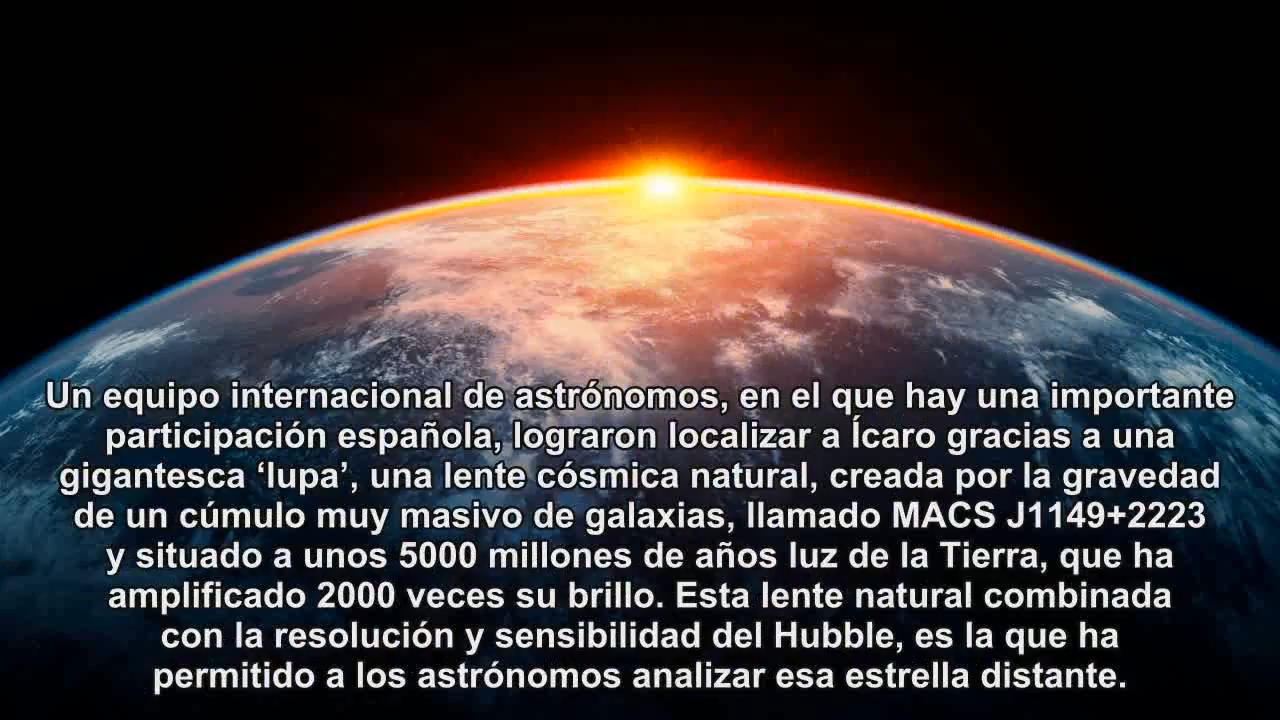 Un equipo internacional de astrónomos, en el que hay una importante
participación española, lograron localizar a Ícaro gracias a una
gigantesca ‘lupa’, una lente cósmica natural, creada por la gravedad
de un cúmulo muy masivo de galaxias, llamado MACS J1149+2223
y situado a unos 5000 millones de años luz de la Tierra, que ha
amplificado 2000 veces su brillo. Esta lente natural combinada
con la resolución y sensibilidad del Hubble, es la que ha
permitido a los astrónomos analizar esa estrella distante.